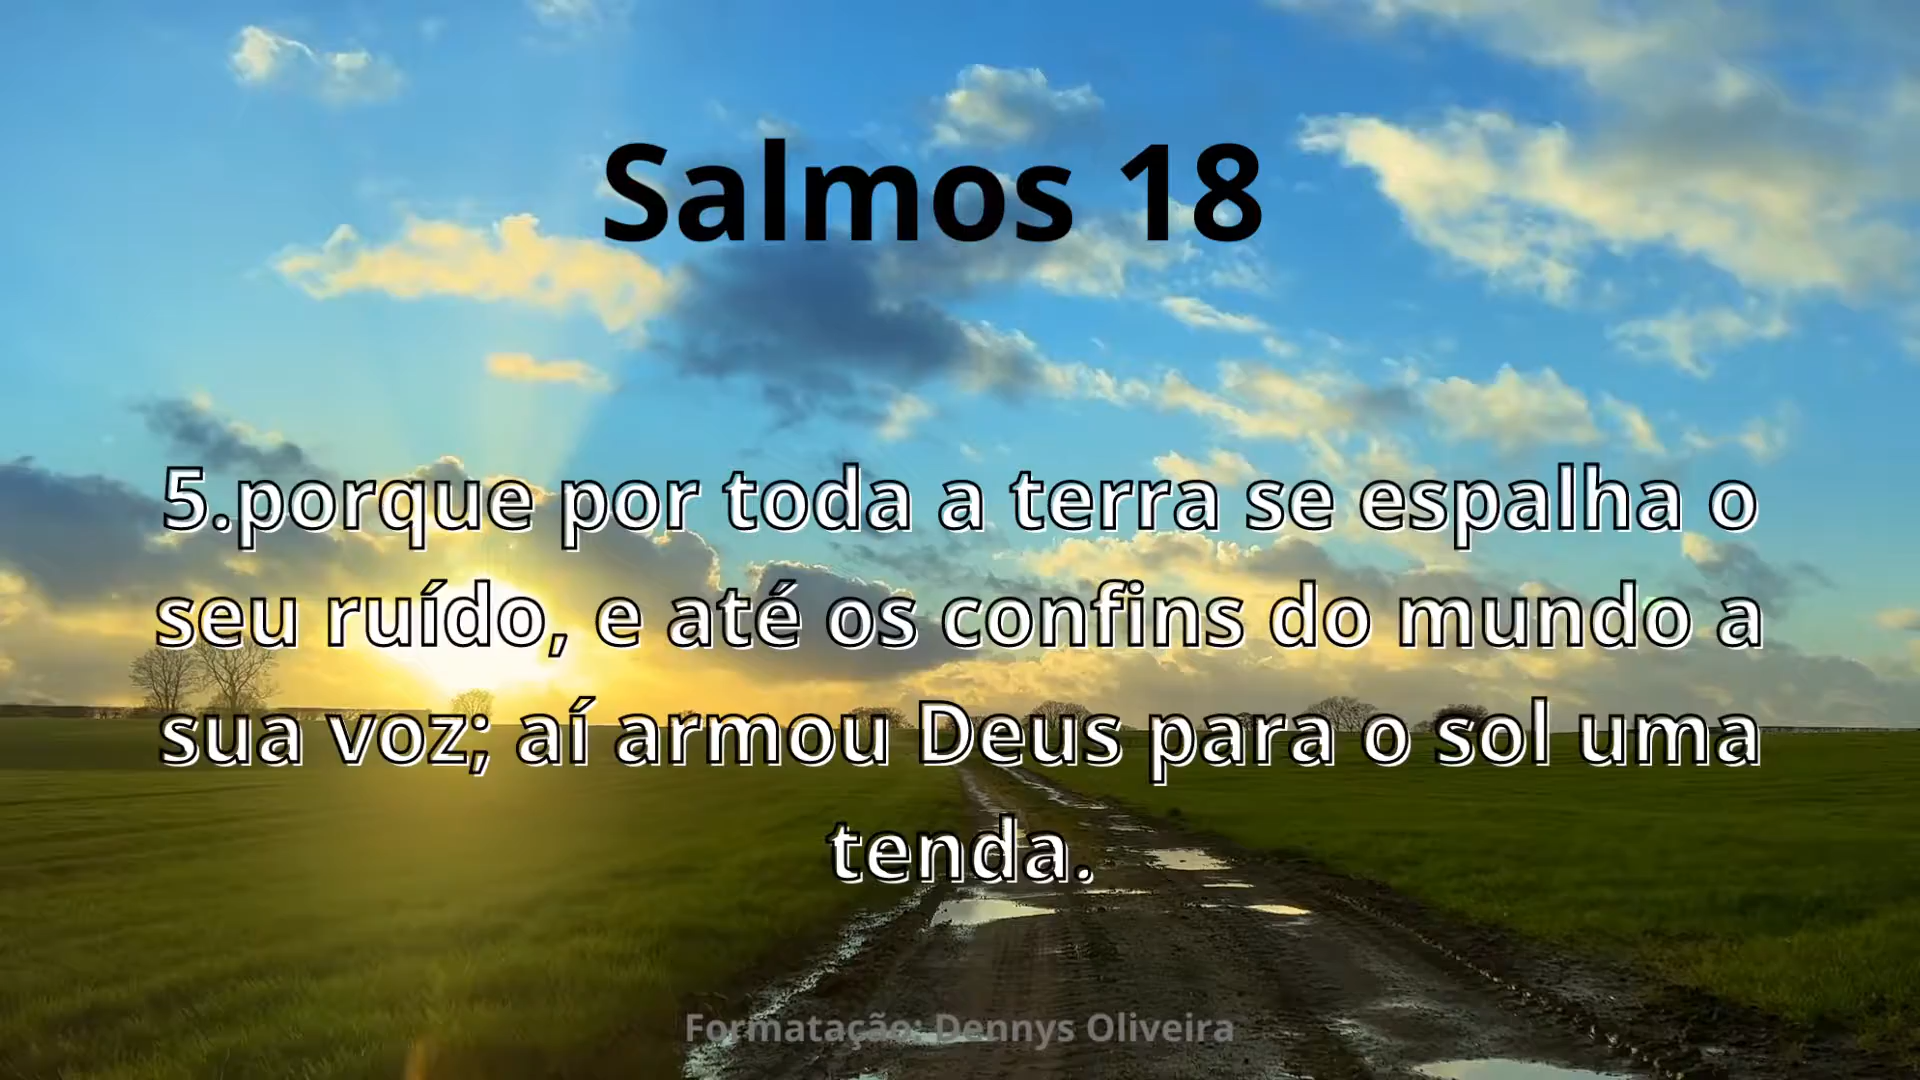 Salmos 18
5.porque por toda a terra se espalha o
seu ruído, e até os confins do mundo a
sua voz; aí armou Deus para o sol uma
tenda.
Formatação: Dennys Oliveira